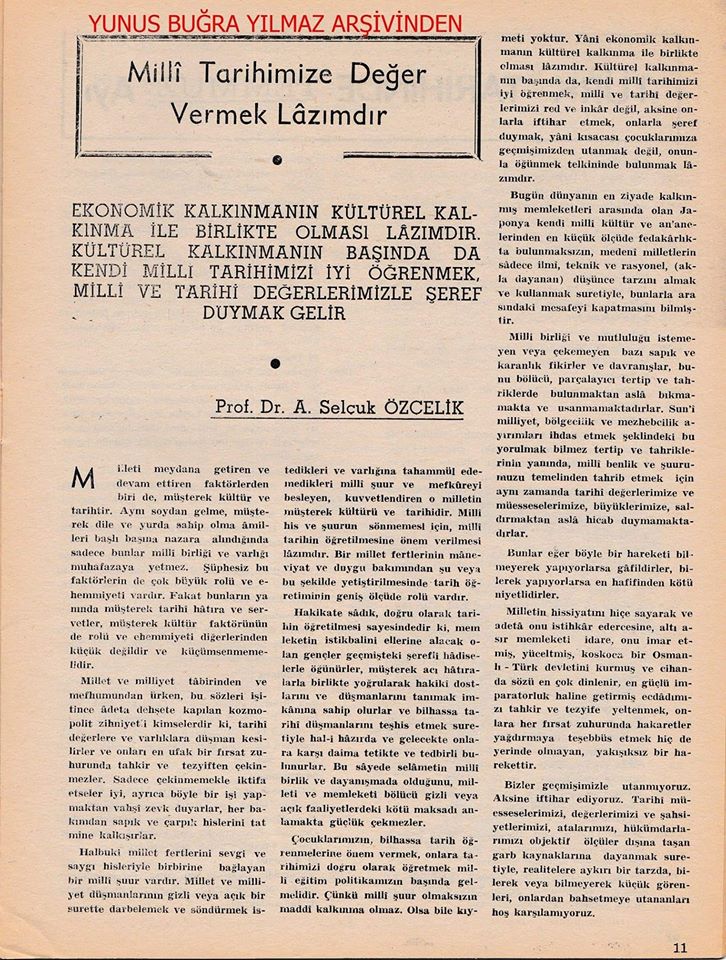 YUNUS BUĞRA YILMAZ ARŞİVİNDEN
Millî Tarihimize Değer
Vermek Lâzımdır
EKONOMİK KALKINMANIN KÜLTÜREL KAL-
KINMA İLE BİRLİKTE OLMASI LÂZIMDIR.
KÜLTÜREL KALKINMANIN BAŞINDA DA
KENDİ MİLLİ TARİHİMİZİ İYİ ÖĞRENMEK,
MİLLİ VE TARİHİ DEĞERLERİMİZLE ŞEREF
DUYMAK GELİR
Prof. Dr. A. Selcuk ÖZCELİK
Milleti meydana getiren ve
devam ettiren faktörlerden
biri de, müşterek kültür ve
tarihtir. Aynı soydan gelme, müşte-
rek dile ve yurda sahip olma âmil-
leri başlı başına nazara alındığında
sadece bunlar milli birliği ve varlığı
muhafazaya yetmez. Şüphesiz bu
faktörlerin de çok büyük rolü ve e-
hemmiyeti vardır. Fakat bunların ya
nında müşterek tarihi hâtıra ve ser-
vetler, müşterek kültür faktörünün
de rolü ve ehemmiyeti diğerlerinden
küçük değildir ve küçümsenmeme-
lidir.
Millet ve milliyet tâbirinden ve
mefhumundan ürken, bu sözleri işi-
tince âdeta dehşete kapılan kozmo-
polit zihniyetli kimselerdir ki, tarihi
değerlere ve varlıklara düşman kesi-
lirler ve onları en ufak bir fırsat zu-
hurunda tahkir ve tezyiften çekin-
mezler. Sadece çekinmemekle iktifa
etseler iyi, ayrıca böyle bir işi yap-
maktan vahşi zevk duyarlar, her ba-
kımdan sapık ve çarpık hislerini tat
mine kalkışırlar.
Halbuki millet fertlerini sevgi ve
saygı hisleriyle birbirine bağlayan
bir milli şuur vardır. Millet ve milli-
yet düşmanlarının gizli veya açık bir
surette darbelemek ve söndürmek is-
tedikleri ve varlığına tahammül ede-
medikleri milli şuur ve mefkûreyi
besleyen, kuvvetlendiren o milletin
müşterek kültürü ve tarihidir. Milli
his ve şuurun sönmemesi için, milli
tarihin öğretilmesine önem verilmesi
lâzımdır. Bir millet fertlerinin mâne-
viyat ve duygu bakımından şu veya
bu şekilde yetiştirilmesinde tarih öğ-
retiminin geniş ölçüde rolü vardır.
Hakikate sâdık, doğru olarak tari-
hin öğretilmesi sayesindedir ki, mem
leketin istikbalini ellerine alacak o-
lan gençler geçmişteki şerefli hâdise-
lerle öğünürler, müşterek acı hâtıra-
larla birlikte yoğrularak hakiki dost-
larını ve düşmanlarını tanımak im-
kânına sahip olurlar ve bilhassa ta-
rihî düşmanlarını teşhis etmek sure-
tiyle hal-i hâzırda ve gelecekte onla-
ra karşı daima tetikte ve tedbirli bu-
lunurlar. Bu sâyede selâmetin milli
birlik ve dayanışmada olduğunu, mil-
leti ve memleketi bölücü gizli veya
açık faaliyetlerdeki kötü maksadı an-
lamakta güçlük çekmezler.
Çocuklarımızın, bilhassa tarih öğ-
renmelerine önem vermek, onlara ta-
rihimizi doğru olarak öğretmek mil-
li eğitim politikamızın başında gel-
melidir. Çünkü milli şuur olmaksızın
maddi kalkınma olmaz. Olsa bile kıy-
meti yoktur. Yâni ekonomik kalkın-
manın kültürel kalkınma ile birlikte
olması lâzımdır. Kültürel kalkınma-
nın başında da, kendi milli tarihimizi
iyi öğrenmek, milli ve tarihi değer-
lerimizi red ve inkâr değil, aksine on-
larla iftihar etmek, onlarla şeref
duymak, yâni kısacası çocuklarımıza
geçmişimizden utanmak değil, onun-
la öğünmek telkininde bulunmak lâ-
zımdır.
Bugün dünyanın en ziyade kalkın-
mış memleketleri arasında olan Ja-
ponya kendi milli kültür ve an'ane-
lerinden en küçük ölçüde fedakârlık-
ta bulunmaksızın, medeni milletlerin
sâdece ilmi, teknik ve rasyonel, (ak-
la dayanan) düşünce tarzını almak
ve kullanmak suretiyle, bunlarla ara
sındaki mesafeyi kapatmasını bilmiş-
tir.
Milli birliği ve mutluluğu isteme-
yen veya çekemeyen bazı sapık ve
karanlık fikirler ve davranışlar, bu-
nu bölücü, parçalayıcı tertip ve tah-
riklerde bulunmaktan aslâ bıkma-
makta ve usanmamaktadırlar. Sun'i
milliyet, bölgecilik ve mezhebcilik a-
yırımları ihdas etmek şeklindeki bu
yorulmak bilmez tertip ve tahrikle-
rinin yanında, milli benlik ve şuuru-
muzu temelinden tahrib etmek için
aynı zamanda tarihi değerlerimize ve
müesseselerimize, büyüklerimize, sal-
dırmaktan aslâ hicab duymamakta-
dırlar.
Bunlar eğer böyle bir hareketi bil-
meyerek yapıyorlarsa gâfildirler, bi-
lerek yapıyorlarsa en hafifinden kötü
niyetlidirler.
Milletin hissiyatını hiçe sayarak ve
adetâ onu istihkâr edercesine, altı a-
sır memleketi idare, onu imar et-
miş, yüceltmiş, koskoca bir Osman-
lı - Türk devletini kurmuş ve cihan-
da sözü en çok dinlenir, en güçlü im-
paratorluk haline getirmiş ecdâdımı-
zı tahkir ve tezyife yeltenmek, on-
lara her fırsat zuhurunda hakaretler
yağdırmaya teşebbüs etmek hiç de
yerinde olmayan, yakışıksız bir ha-
rekettir.
Bizler geçmişimizle utanmıyoruz.
Aksine iftihar ediyoruz. Tarihi mü-
esseselerimizi, değerlerimizi ve şahsi-
yetlerimizi, atalarımızı, hükümdarla-
rımızı objektif ölçüler dışına taşan
garb kaynaklarına dayanmak sure-
tiyle, realitelere aykırı bir tarzda, bi-
lerek veya bilmeyerek küçük gören-
leri, onlardan bahsetmeye utananları
hoş karşılamıyoruz.
11